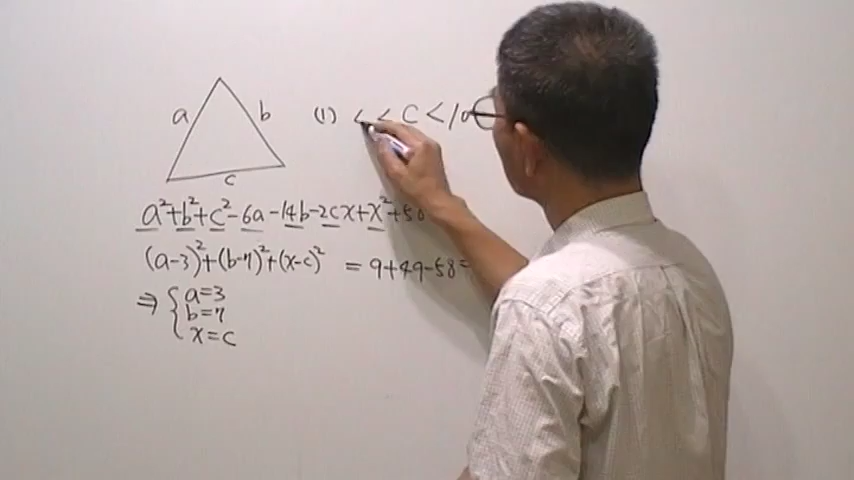 a
b
c
(1) < C < 10
a²+b²+c²-6a-14b-2cx+x²+58
(a-3)²+(b-7)²+(x-c)² = 9+49-58=
⇒ { a=3
b=7
x=c